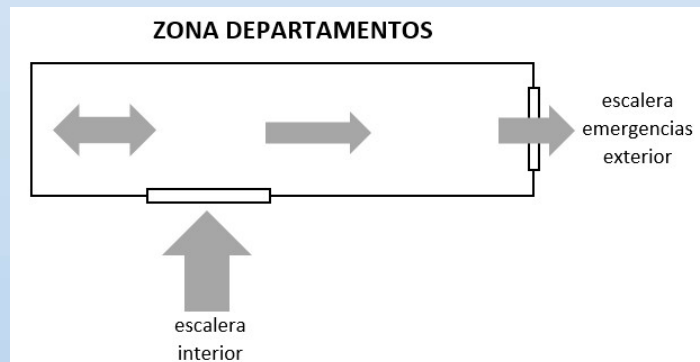 ZONA DEPARTAMENTOS
escalera
emergencias
exterior
escalera
interior